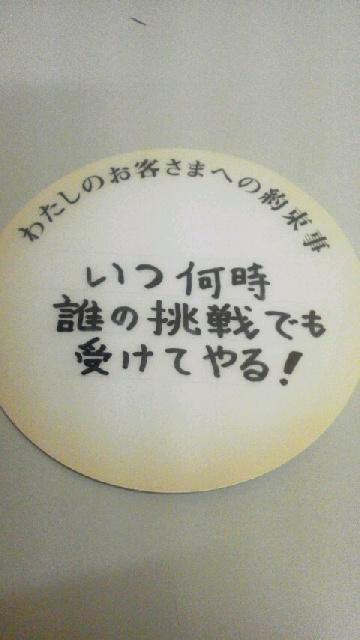 わたしのお客さまへの約束事
いつ何時
誰の挑戦でも
受けてやる!